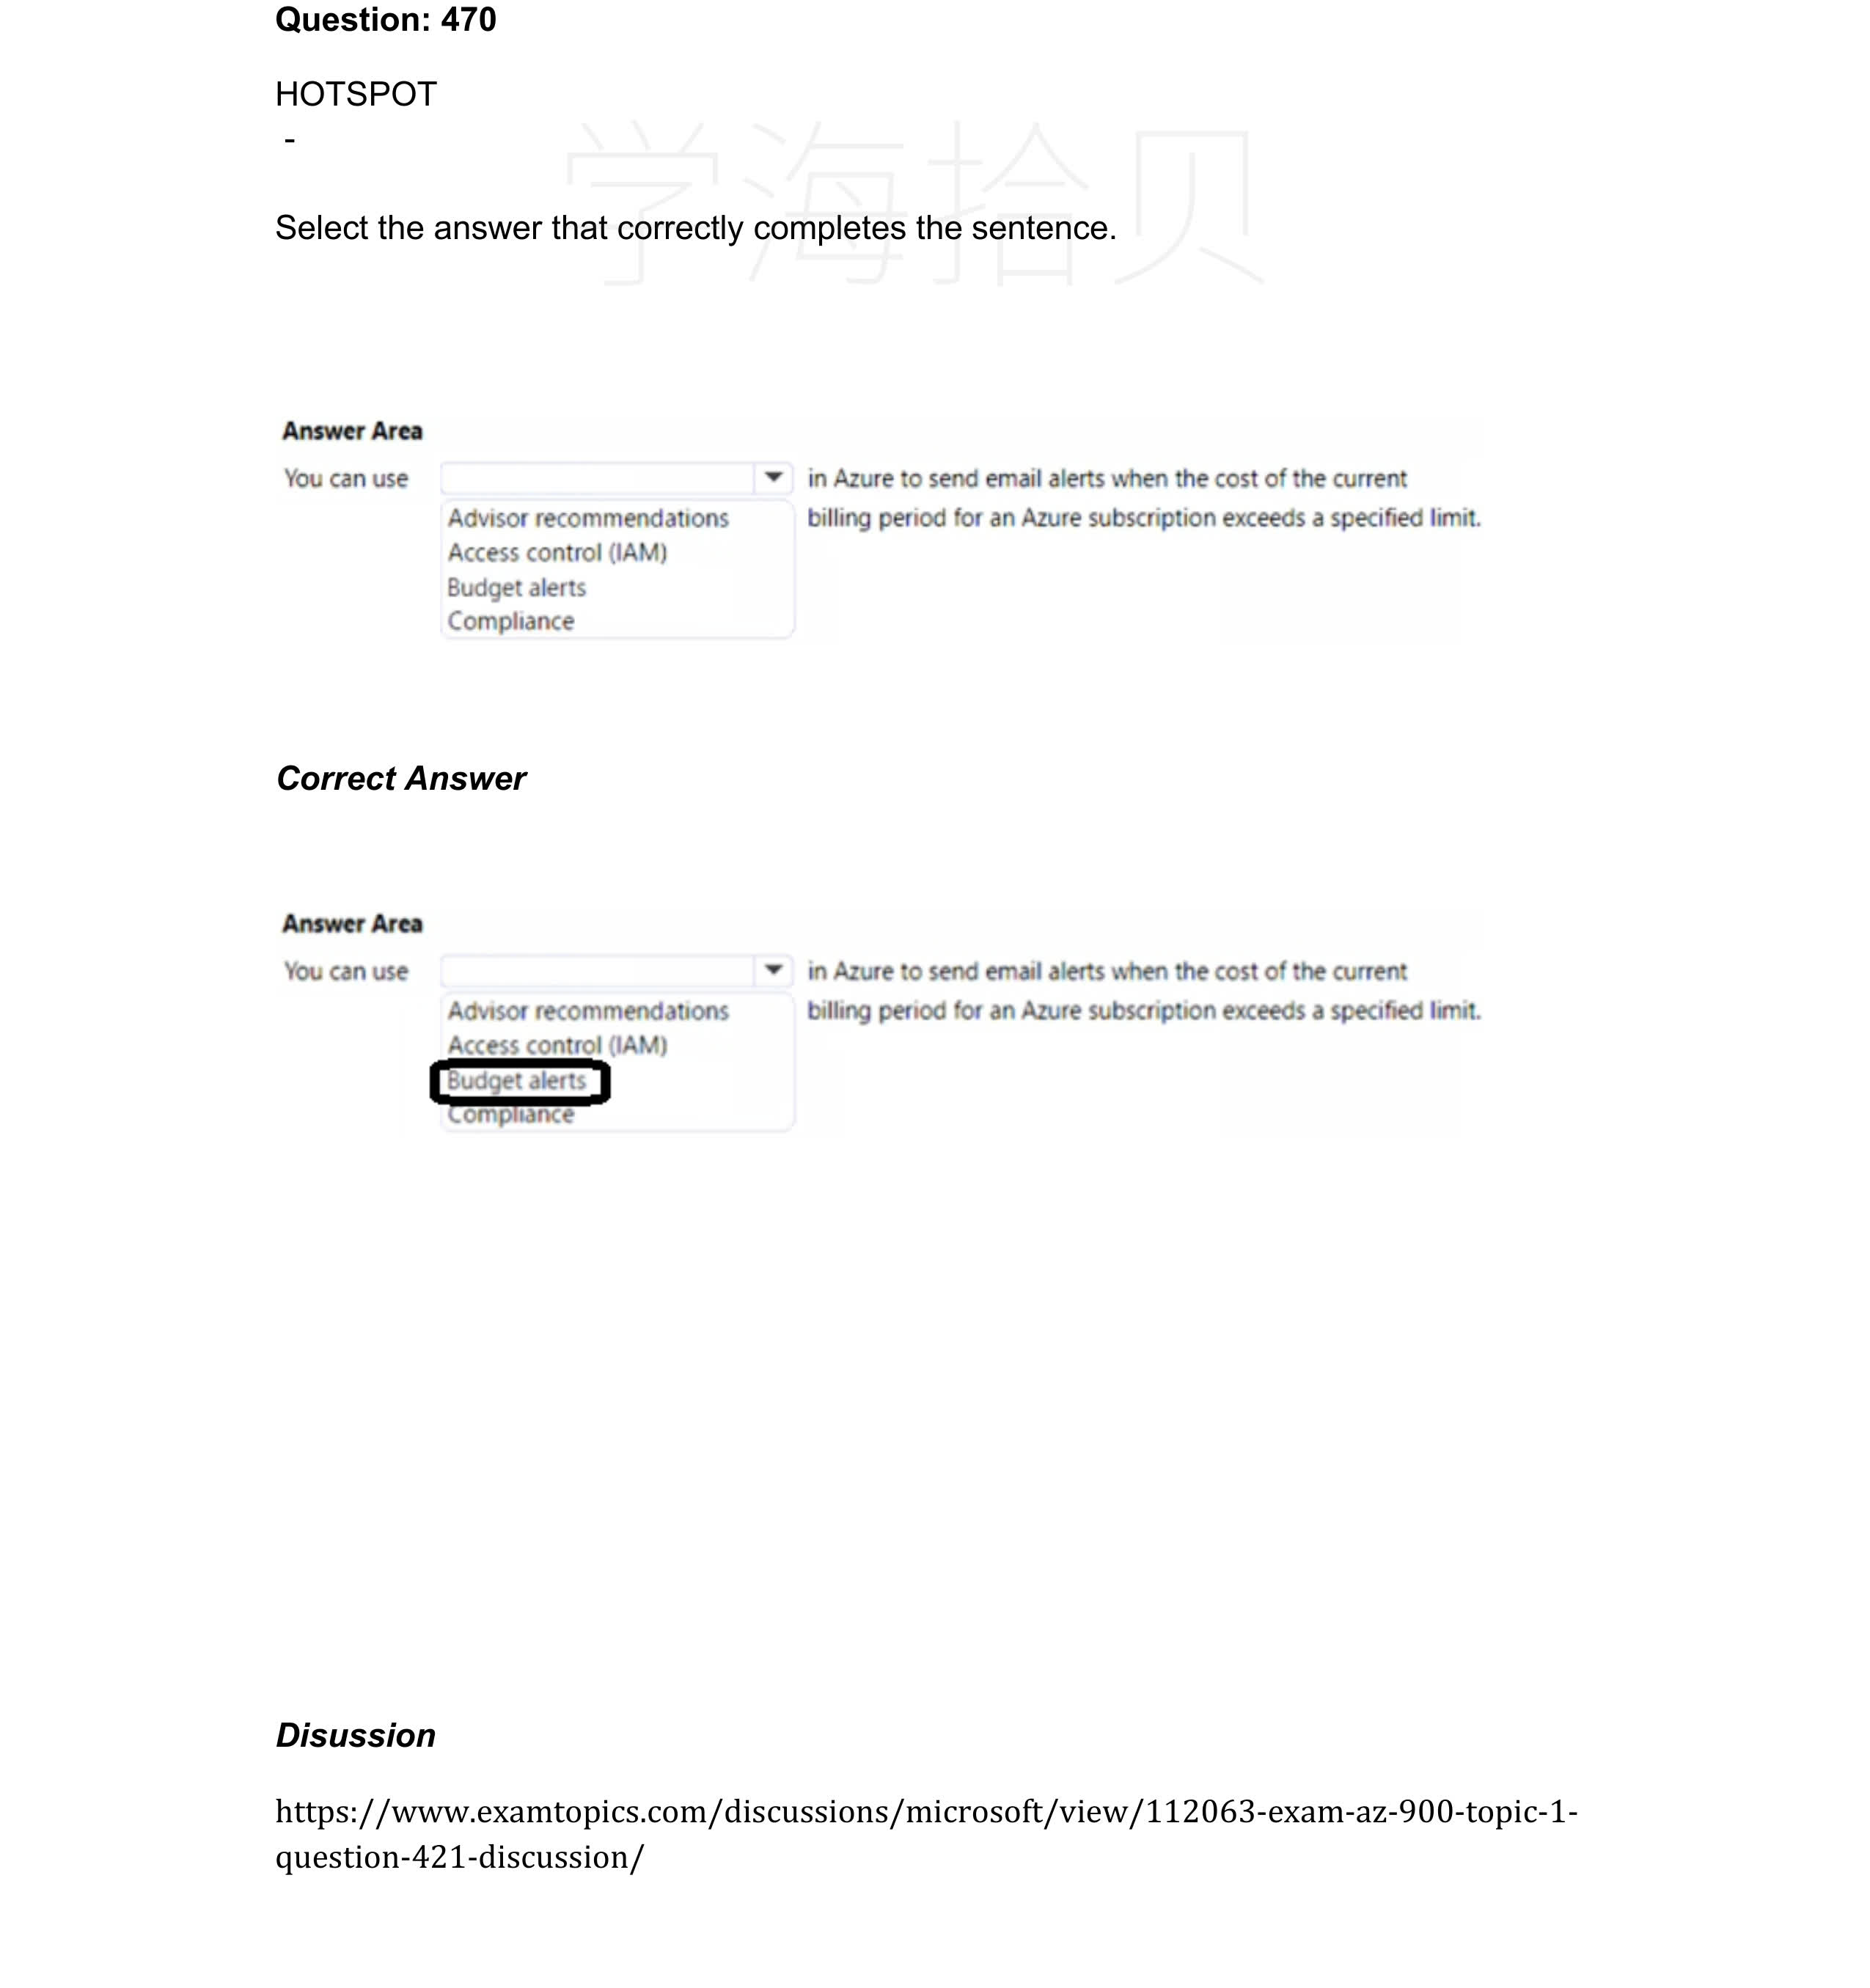 Question: 470
HOTSPOT
-
学海拾贝
Select the answer that correctly completes the sentence.
Answer Area
You can use in Azure to send email alerts when the cost of the current
Advisor recommendations billing period for an Azure subscription exceeds a specified limit.
Access control (IAM)
Budget alerts
Compliance
Correct Answer
Answer Area
You can use in Azure to send email alerts when the cost of the current
Advisor recommendations billing period for an Azure subscription exceeds a specified limit.
Access control (IAM)
Budget alerts
Compliance
Disussion
https://www.examtopics.com/discussions/microsoft/view/112063-exam-az-900-topic-1-
question-421-discussion/